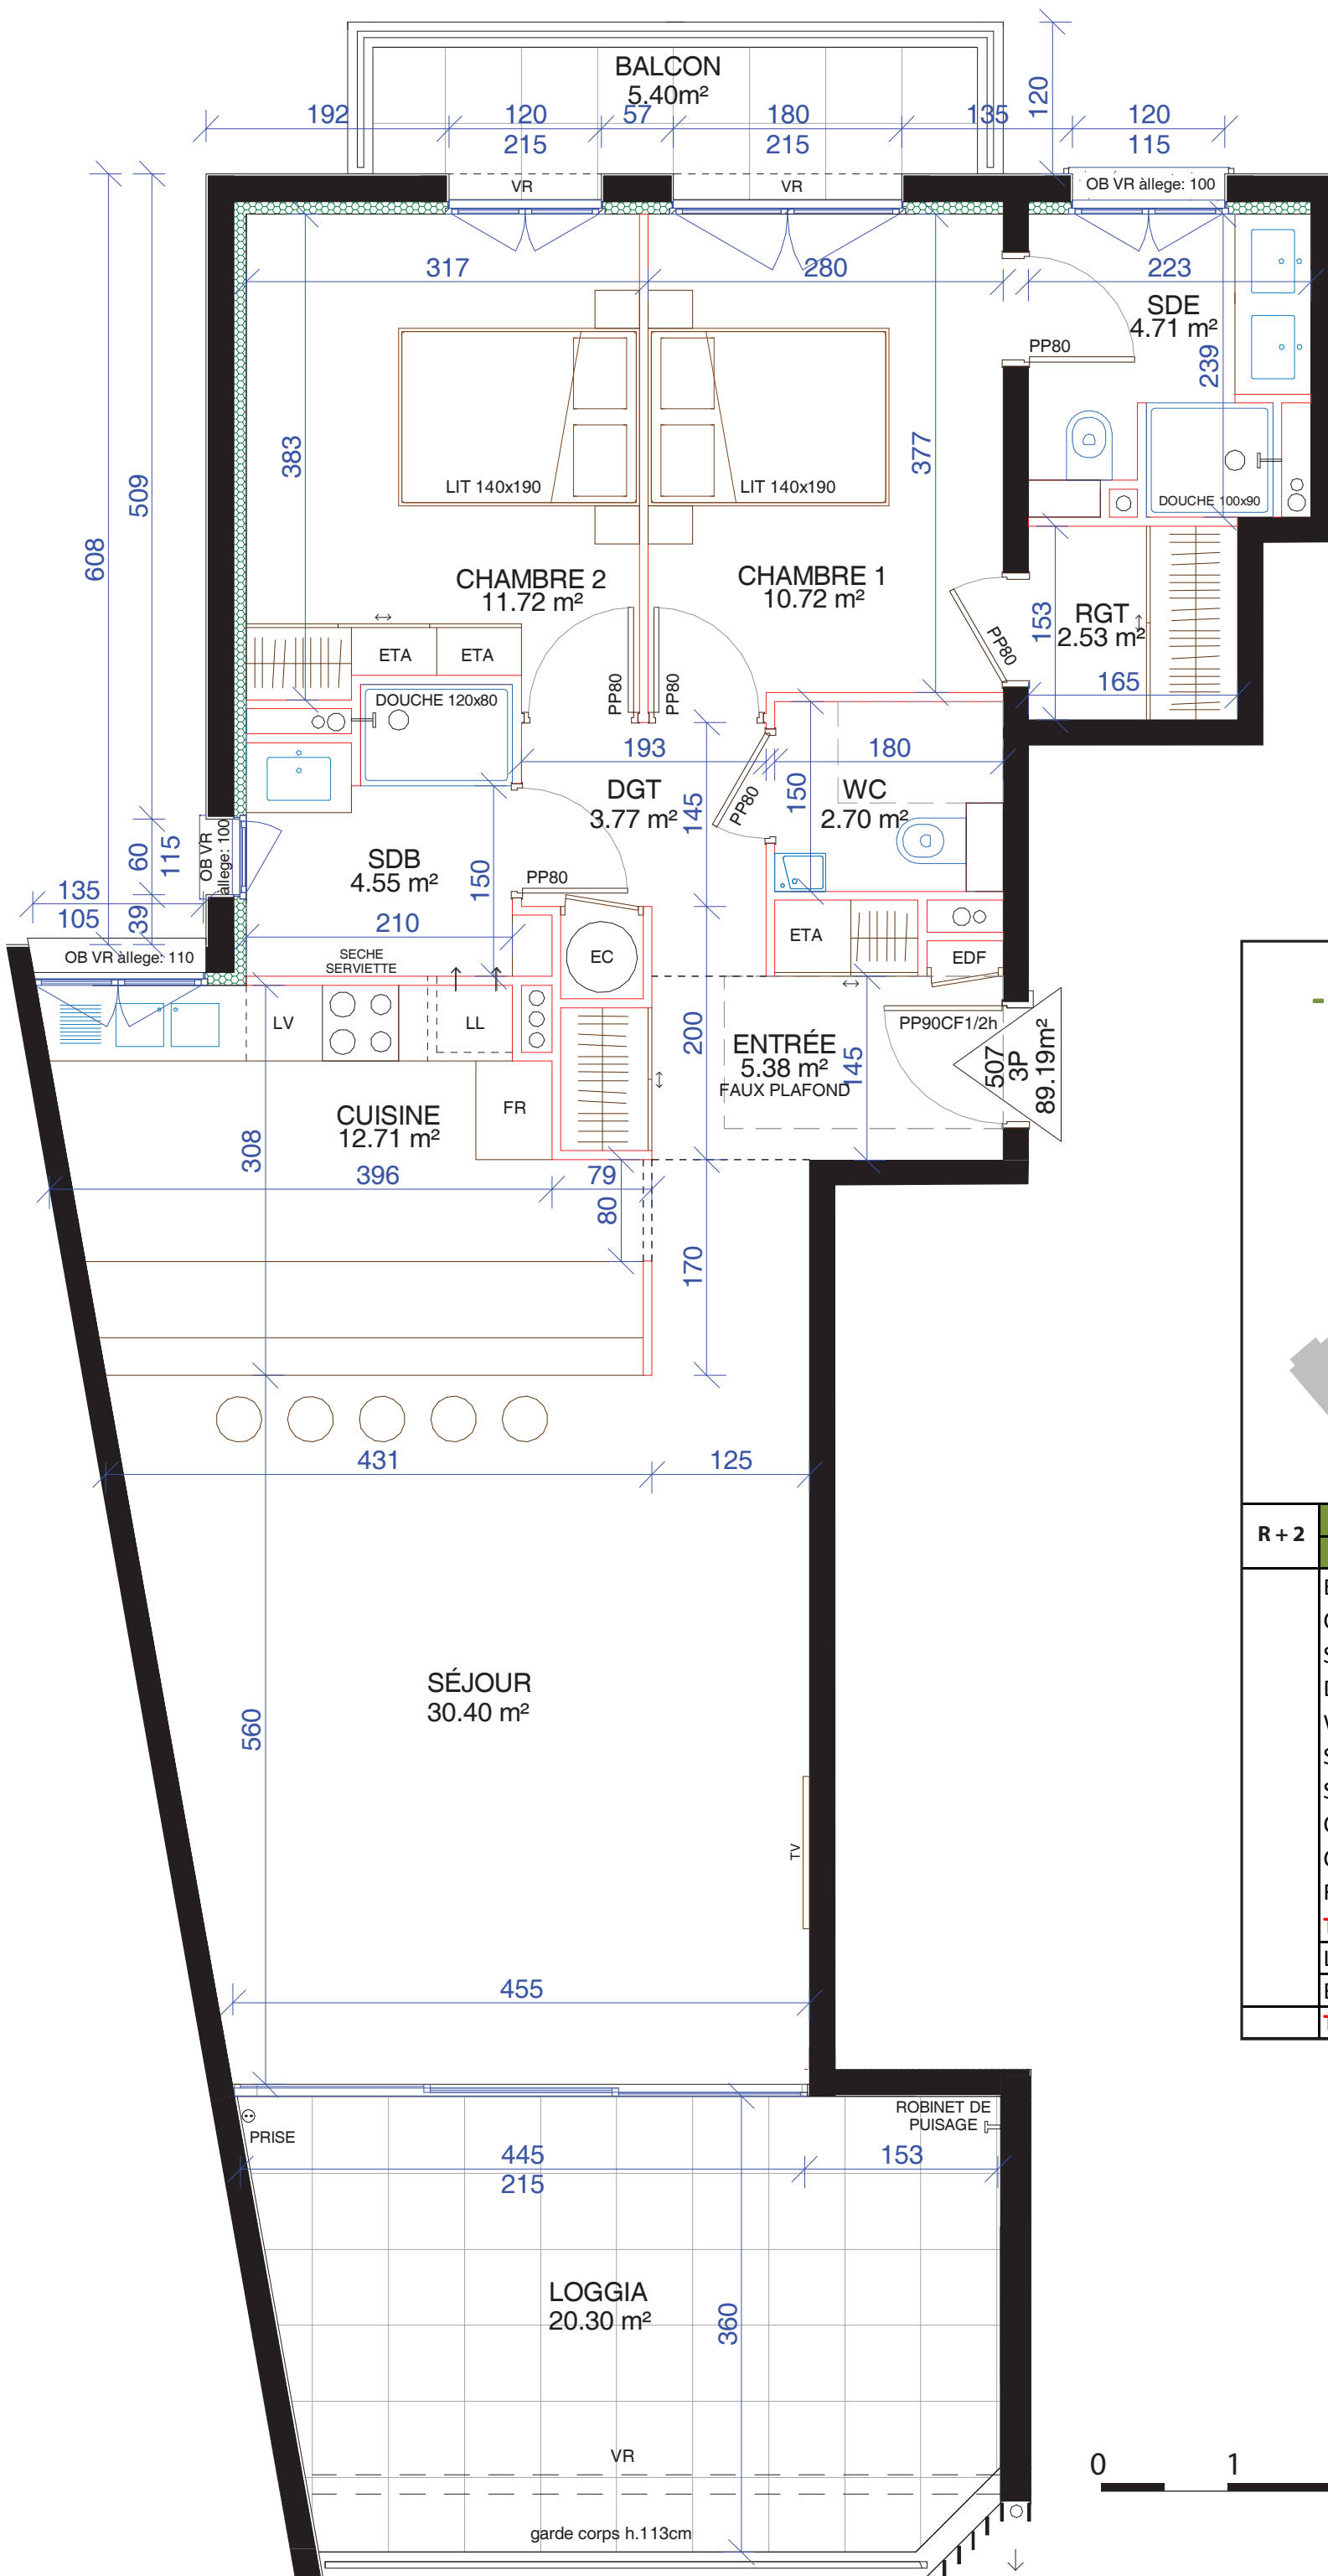 BALCON
5.40m²
120
192
120
57
180
135
120
215
215
115
VR
VR
OB VR àllege: 100
317
280
223
SDE
4.71 m²
PP80
239
383
377
509
608
LIT 140x190
LIT 140x190
DOUCHE 100x90
CHAMBRE 2
11.72 m²
CHAMBRE 1
10.72 m²
RGT
2.53 m²
153
PP80
165
ETA
ETA
PP80
PP80
DOUCHE 120x80
193
180
DGT
3.77 m²
145
PP80
150
WC
2.70 m²
OB VR
allege: 100
60
115
39
SDB
4.55 m²
150
PP80
135
105
210
OB VR allege: 110
SECHE
SERVIETTE
EC
ETA
EDF
LV
LL
200
ENTRÉE
5.38 m²
FAUX PLAFOND
145
PP90CF1/2h
507
3P
89.19m²
FR
CUISINE
12.71 m²
308
396
79
80
170
431
125
R + 2
SÉJOUR
30.40 m²
560
TV
455
PRISE
ROBINET DE
PUISAGE
445
215
153
LOGGIA
20.30 m²
360
VR
garde corps h.113cm
0
1